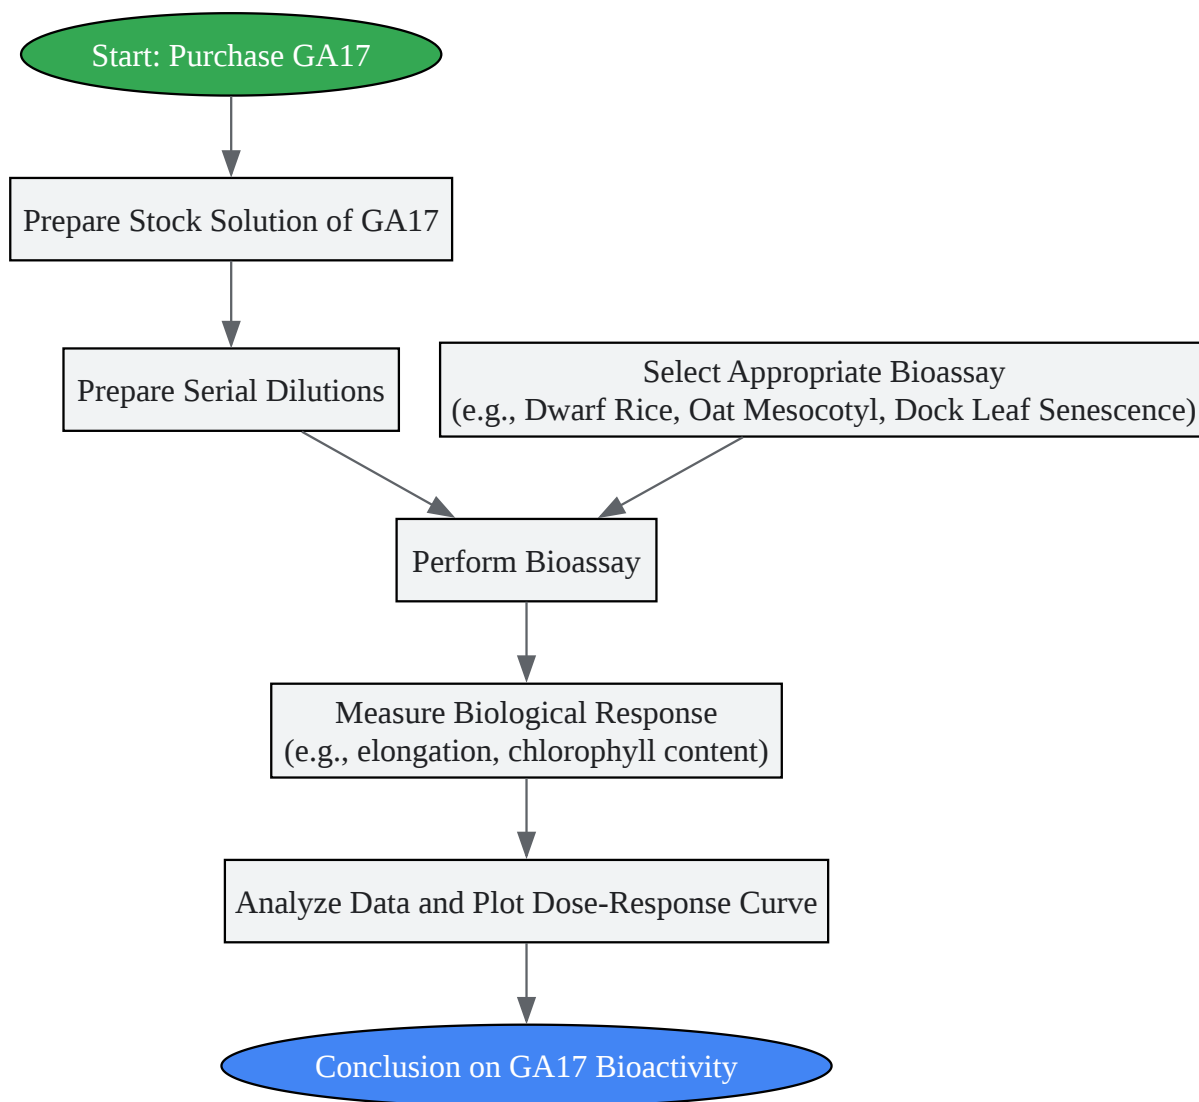 Start: Purchase GA17
Prepare Stock Solution of GA17
Prepare Serial Dilutions
Select Appropriate Bioassay
(e.g., Dwarf Rice, Oat Mesocotyl, Dock Leaf Senescence)
Perform Bioassay
Measure Biological Response
(e.g., elongation, chlorophyll content)
Analyze Data and Plot Dose-Response Curve
Conclusion on GA17 Bioactivity